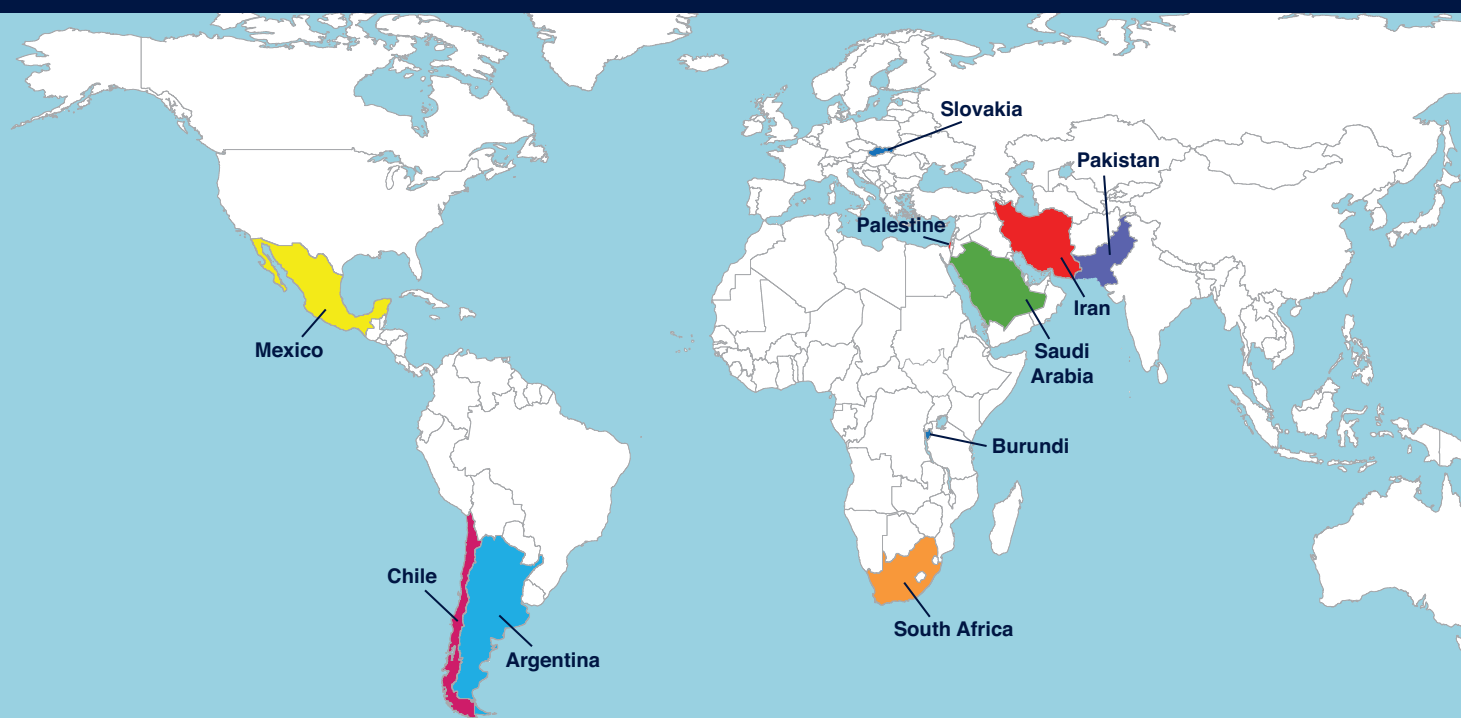 Slovakia
Pakistan
Palestine
Iran
Mexico
Saudi
Arabia
Burundi
Chile
South Africa
Argentina